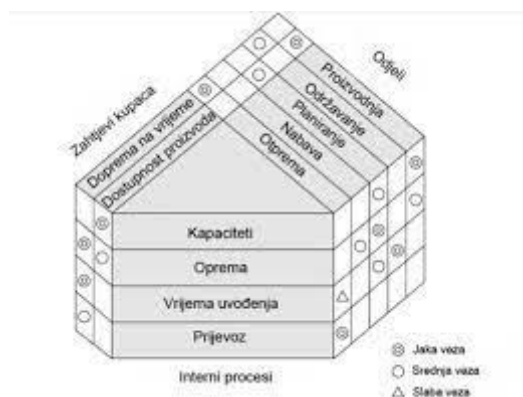 Zahtjevi kupaca
Odjeli
Doprema na vrijeme
Dostupnost proizvoda
Proizvodnja
Održavanje
Planiranje
Nabava
Otprema
Kapaciteti
Oprema
Vrijema uvođenja
Prijevoz
Interni procesi
Jaka veza
Srednja veza
Slaba veza